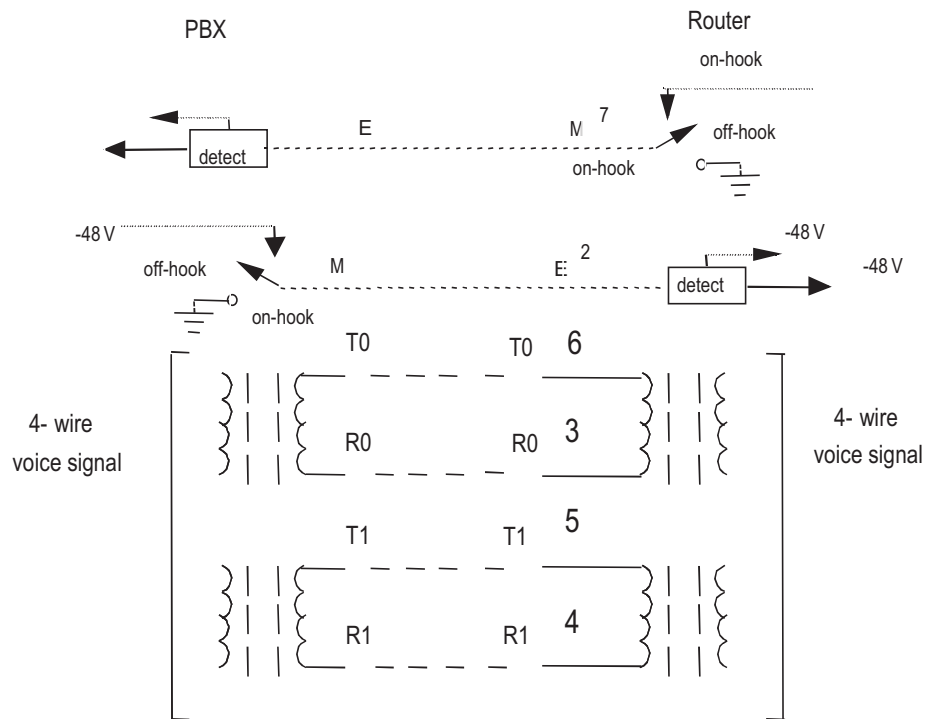 PBX
Router
on-hook
E
M 7
off-hook
detect
on-hook
-48 V
-48 V
M
E 2
-48 V
off-hook
detect
on-hook
T0
T0 6
4- wire
voice signal
R0
R0 3
4- wire
voice signal
T1
T1 5
R1
R1 4